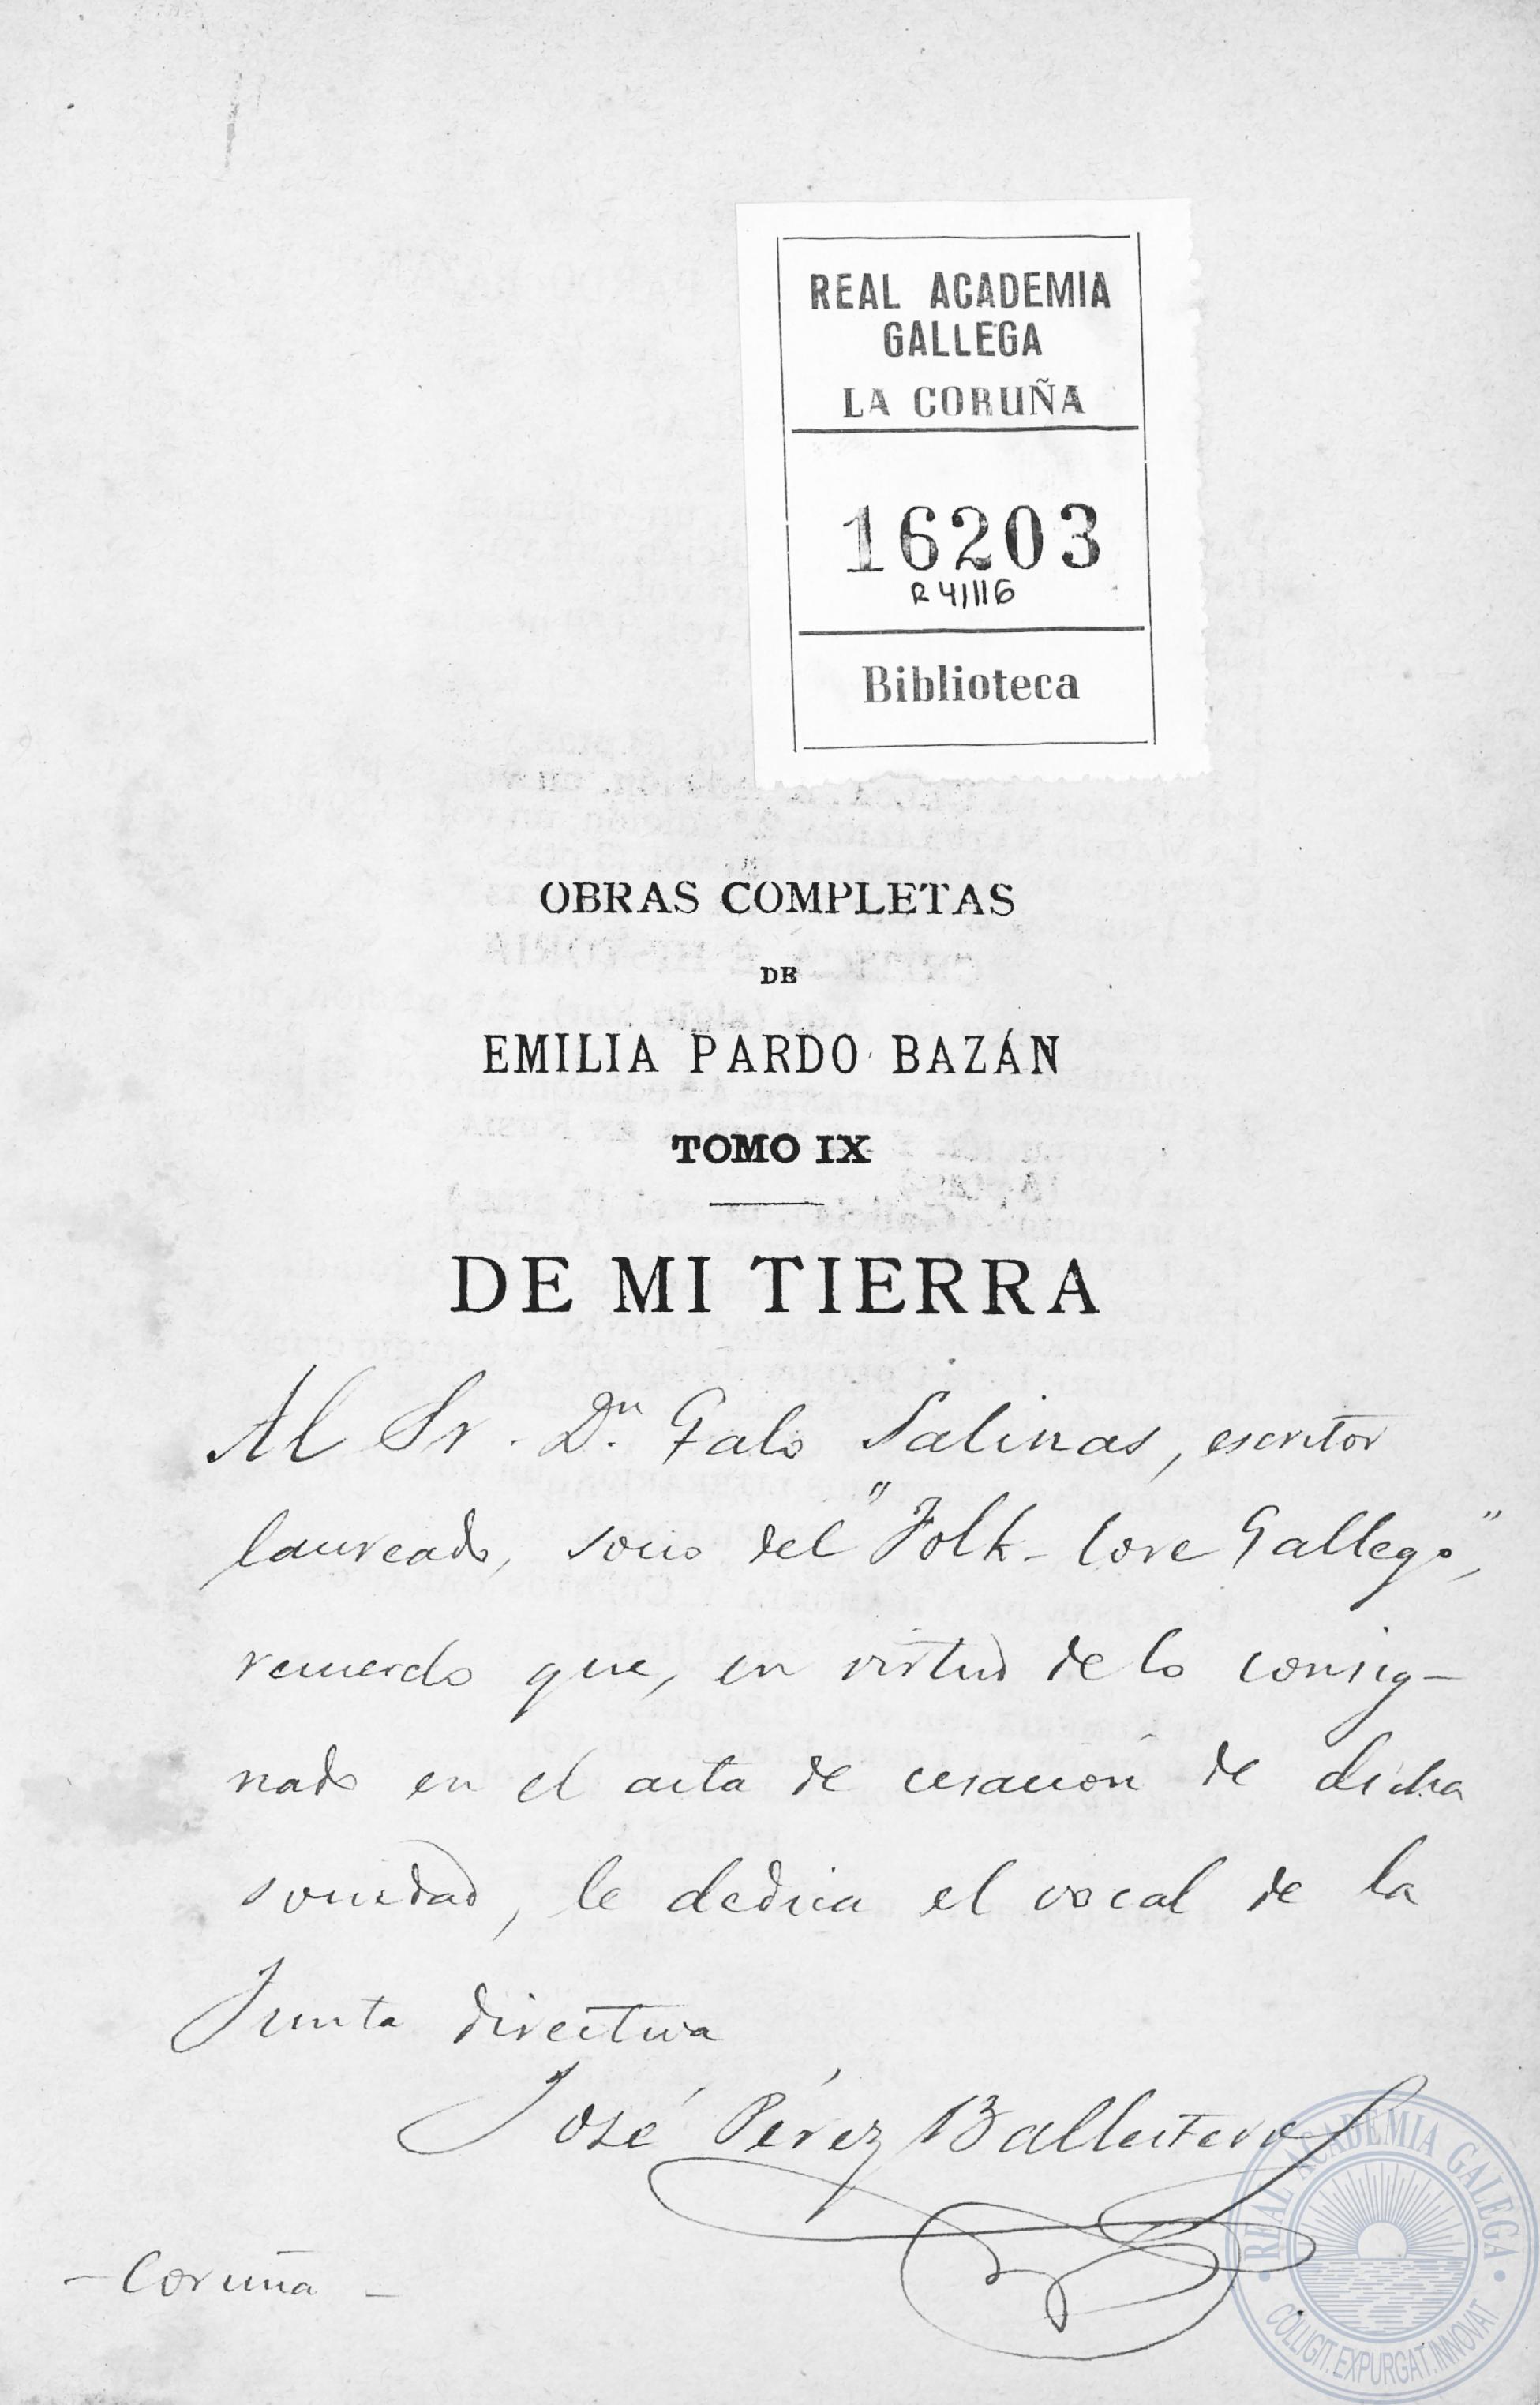 REAL ACADEMIA
GALLEGA
LA CORUÑA
16203
R 41116
Biblioteca
OBRAS COMPLETAS
DE
EMILIA PARDO BAZÁN
TOMO IX
DE MI TIERRA
Al Sr. Dn. Galo Salinas, escritor
laureado, socio del "Folk-lore Gallego",
recuerdo que, en virtud de lo consig-
nado en el acta de cesación de dicha
sociedad, le dedica el vocal de la
Junta directiva
José Pérez Ballesteros
- Coruña -
REAL ACADEMIA GALEGA
COLLIGIT. EXPURGAT. INNOVAT